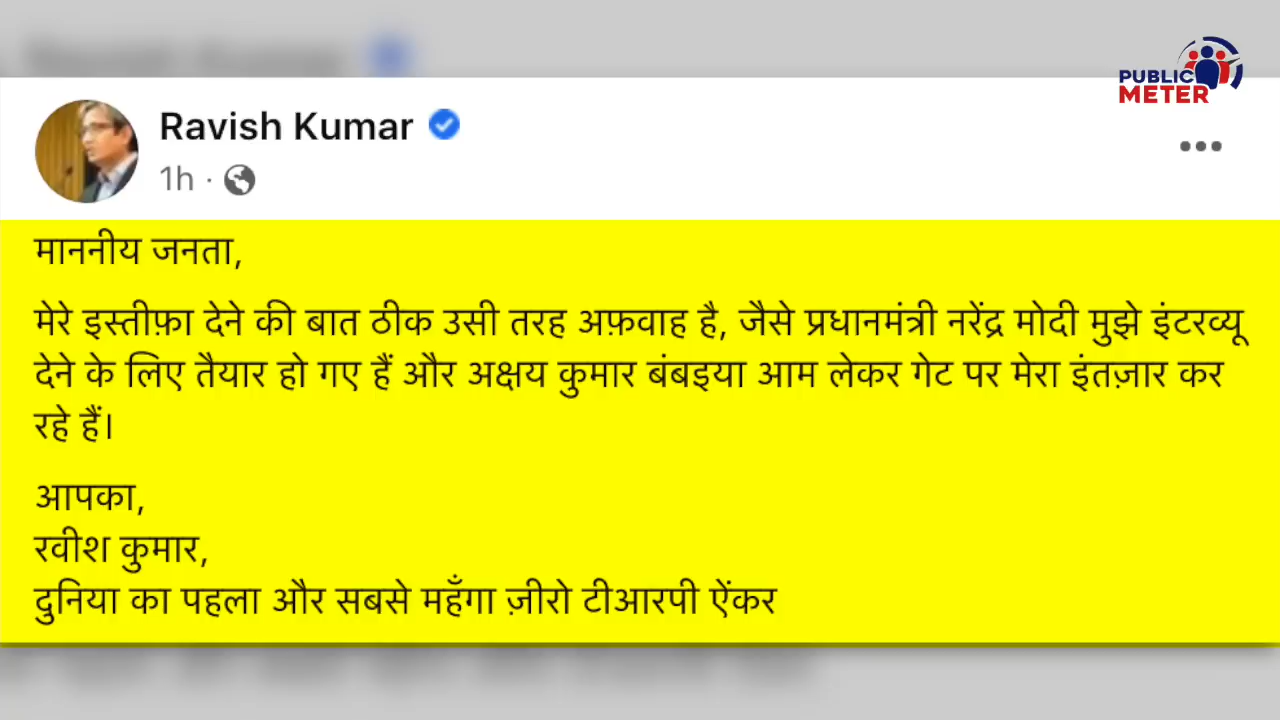 PUBLIC
METER
Ravish Kumar
1h ·
माननीय जनता,
मेरे इस्तीफ़ा देने की बात ठीक उसी तरह अफ़वाह है, जैसे प्रधानमंत्री नरेंद्र मोदी मुझे इंटरव्यू
देने के लिए तैयार हो गए हैं और अक्षय कुमार बंबइया आम लेकर गेट पर मेरा इंतज़ार कर
रहे हैं।
आपका,
रवीश कुमार,
दुनिया का पहला और सबसे महँगा ज़ीरो टीआरपी ऐंकर